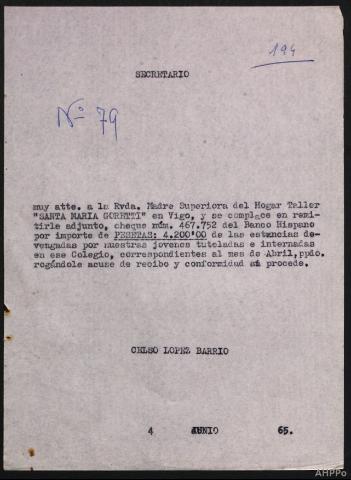 194
SECRETARIO
Nº 79
muy atte. a la Rvda. Madre Superiora del Hogar Taller
"SANTA MARIA GORETTI" en Vigo, y se complace en remi-
tirle adjunto, cheque núm. 467.752 del Banco Hispano
por importe de PESETAS: 4.200'00 de las estancias de-
vengadas por nuestras jovenes tuteladas e internadas
en ese Colegio, correspondientes al mes de Abril,ppdo.
rogándole acuse de recibo y conformidad si procede.
CELSO LOPEZ BARRIO
4 JUNIO 65.
AHPPo